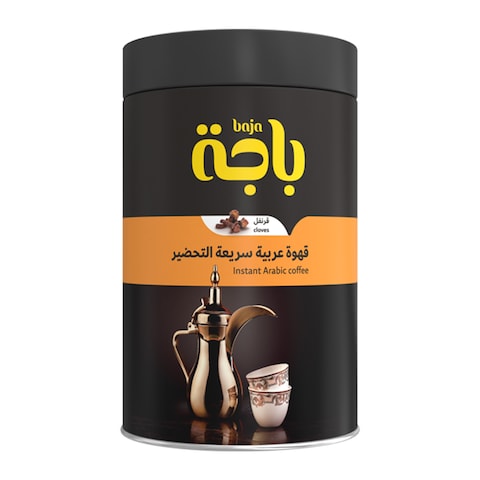 baja
باجة
قرنفل
cloves
قهوة عربية سريعة التحضير
Instant Arabic coffee